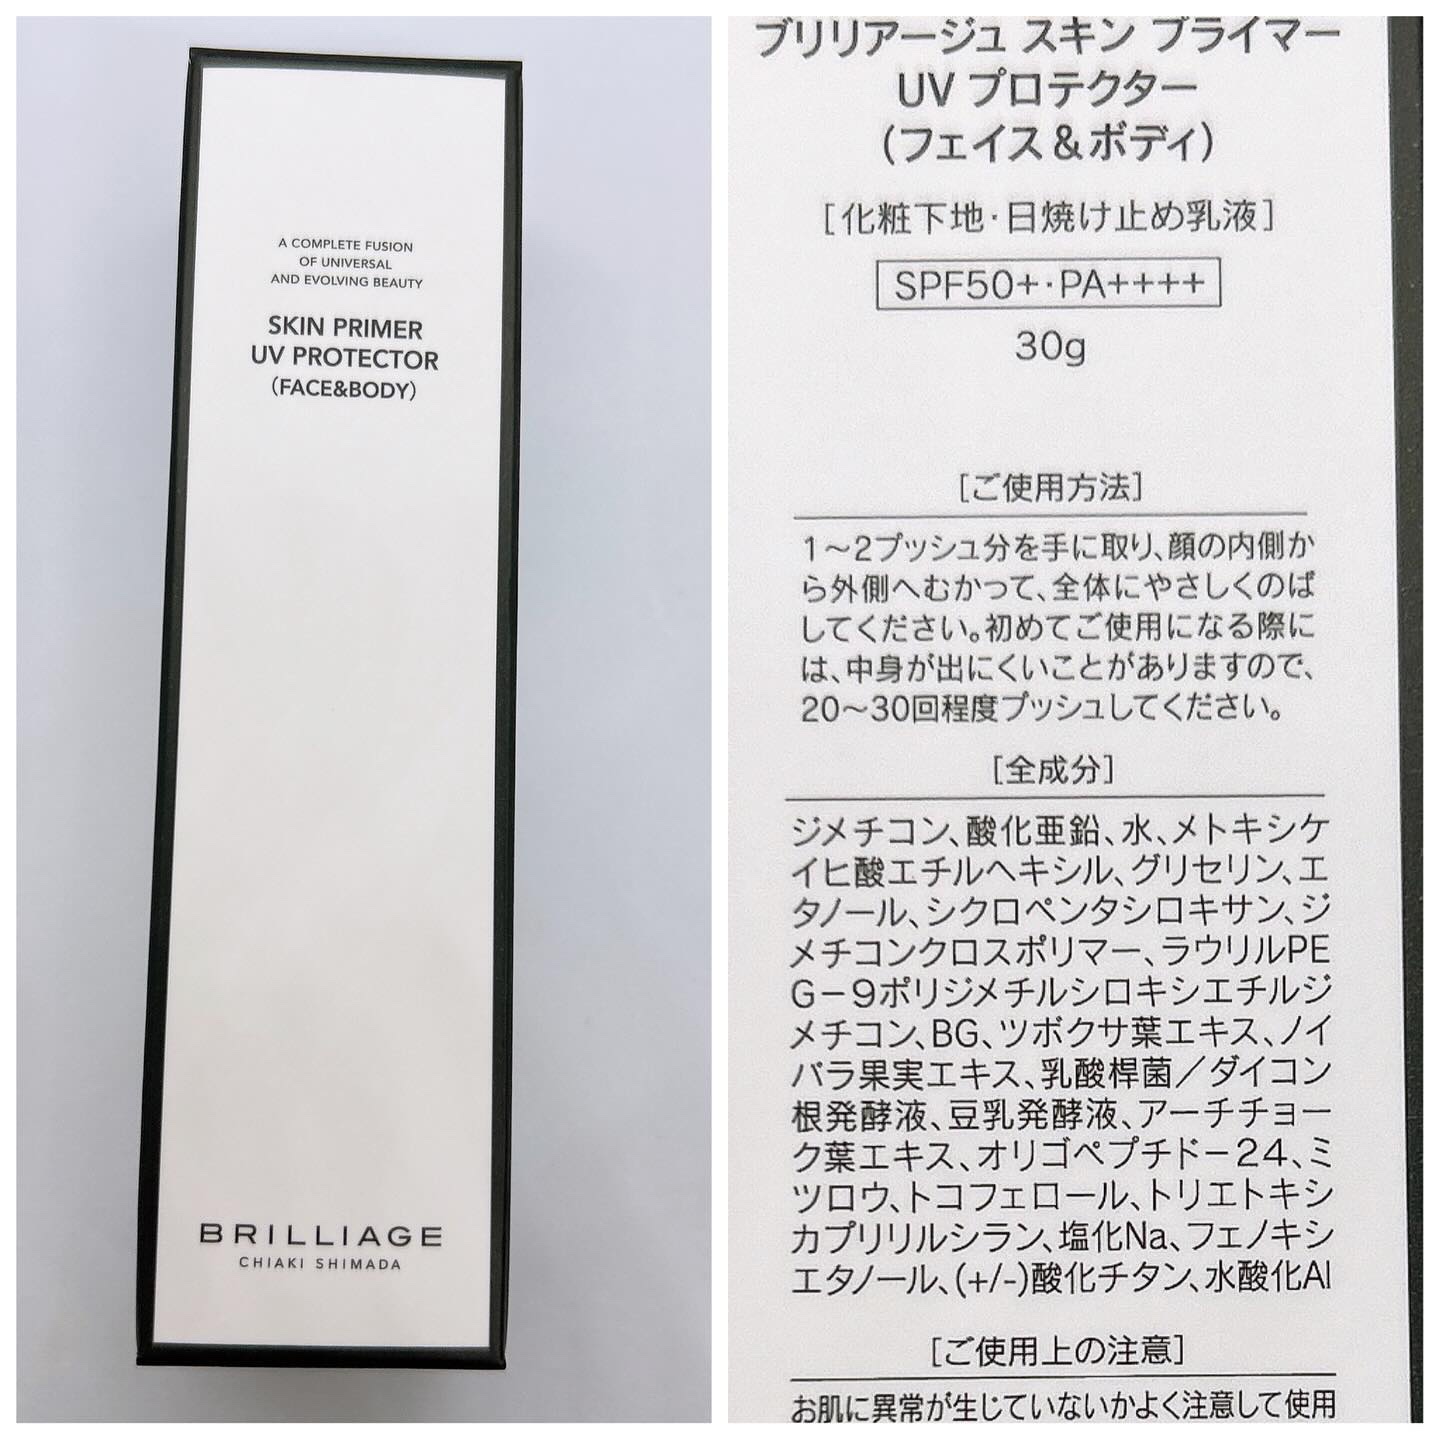 A COMPLETE FUSION
OF UNIVERSAL
AND EVOLVING BEAUTY
SKIN PRIMER
UV PROTECTOR
(FACE&BODY)
BRILLIAGE
CHIAKI SHIMADA
ブリリアージュ スキン プライマー
UV プロテクター
(フェイス&ボディ)
[化粧下地・日焼け止め乳液]
SPF50+・PA++++
30g
[ご使用方法]
1〜2プッシュ分を手に取り、顔の内側か
ら外側へむかって、全体にやさしくのば
してください。初めてご使用になる際に
は、中身が出にくいことがありますので、
20〜30回程度プッシュしてください。
[全成分]
ジメチコン、酸化亜鉛、水、メトキシケ
イヒ酸エチルヘキシル、グリセリン、エ
タノール、シクロペンタシロキサン、ジ
メチコンクロスポリマー、ラウリルPE
G−9ポリジメチルシロキシエチルジ
メチコン、BG、ツボクサ葉エキス、ノイ
バラ果実エキス、乳酸桿菌/ダイコン
根発酵液、豆乳発酵液、アーチチョー
ク葉エキス、オリゴペプチド−24、ミ
ツロウ、トコフェロール、トリエトキシ
カプリリルシラン、塩化Na、フェノキシ
エタノール、(+/-)酸化チタン、水酸化Al
[ご使用上の注意]
お肌に異常が生じていないかよく注意して使用